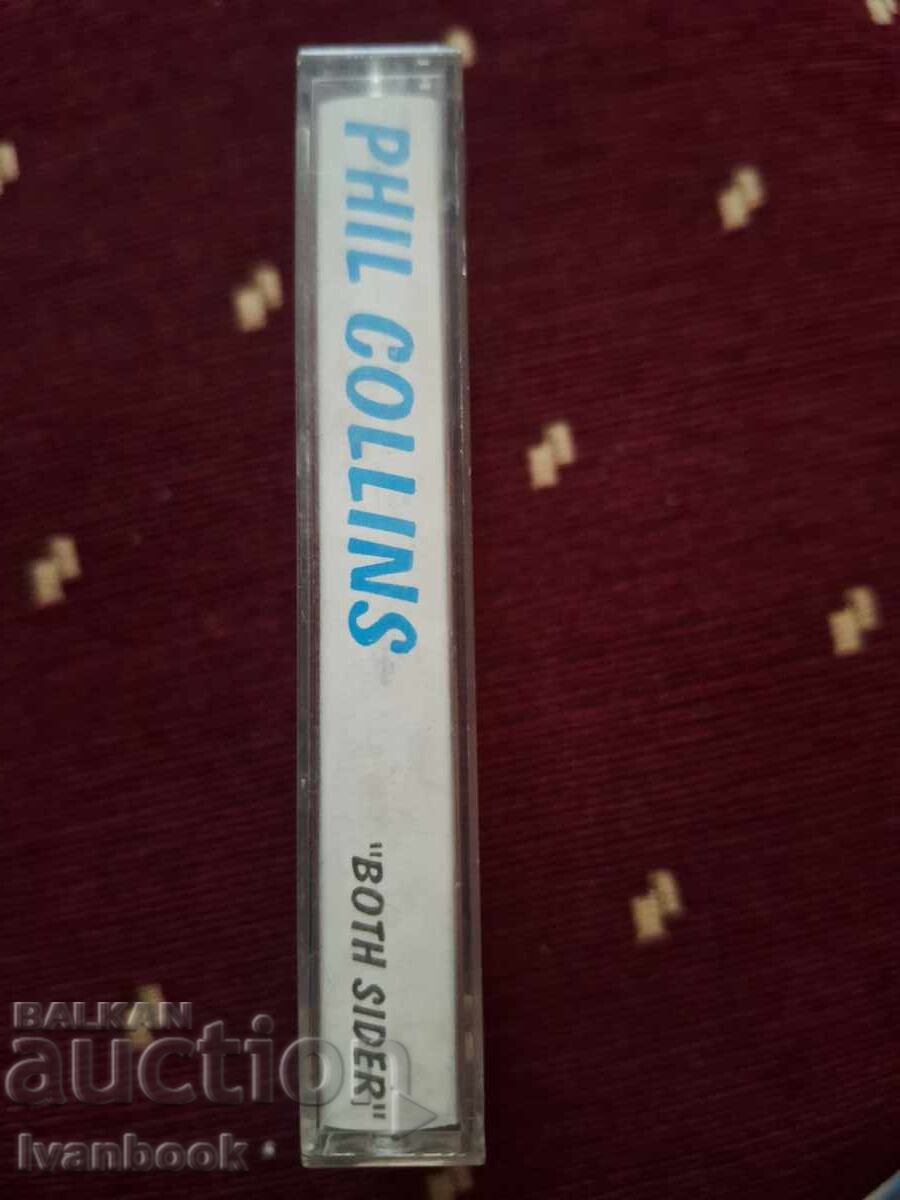 PHIL COLLINS
"BOTH SIDER"
BALKAN
auction
Ivanbook